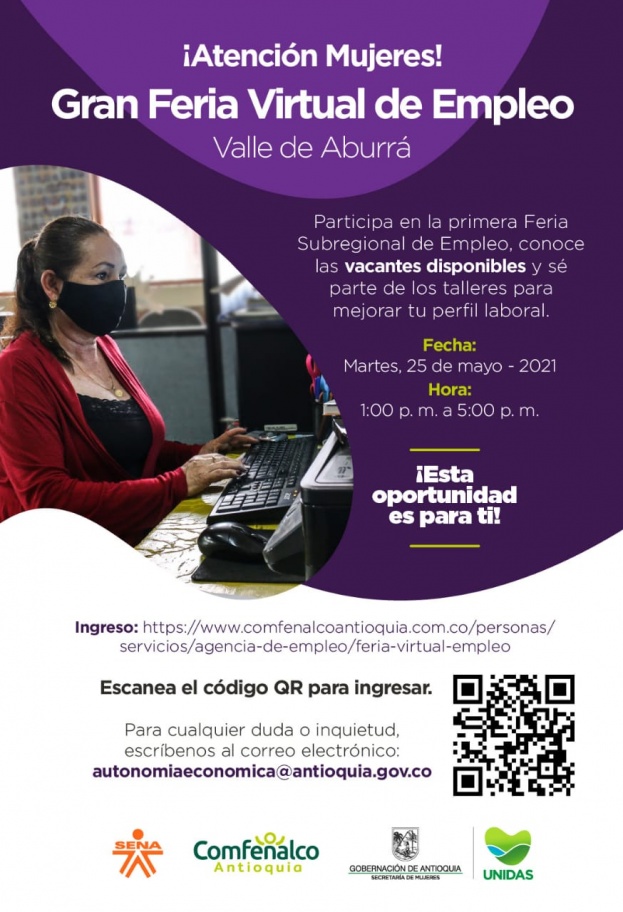 ¡Atención Mujeres!
Gran Feria Virtual de Empleo
Valle de Aburrá
Participa en la primera Feria
Subregional de Empleo, conoce
las vacantes disponibles y sé
parte de los talleres para
mejorar tu perfil laboral.
Fecha:
Martes, 25 de mayo - 2021
Hora:
1:00 p. m. a 5:00 p. m.
¡Esta
oportunidad
es para ti!
Ingreso: https://www.comfenalcoantioquia.com.co/personas/
servicios/agencia-de-empleo/feria-virtual-empleo
Escanea el código QR para ingresar.
Para cualquier duda o inquietud,
escríbenos al correo electrónico:
autonomiaeconomica@antioquia.gov.co
SENA
Comfenalco
Antioquia
GOBERNACIÓN DE ANTIOQUIA
SECRETARÍA DE MUJERES
UNIDAS